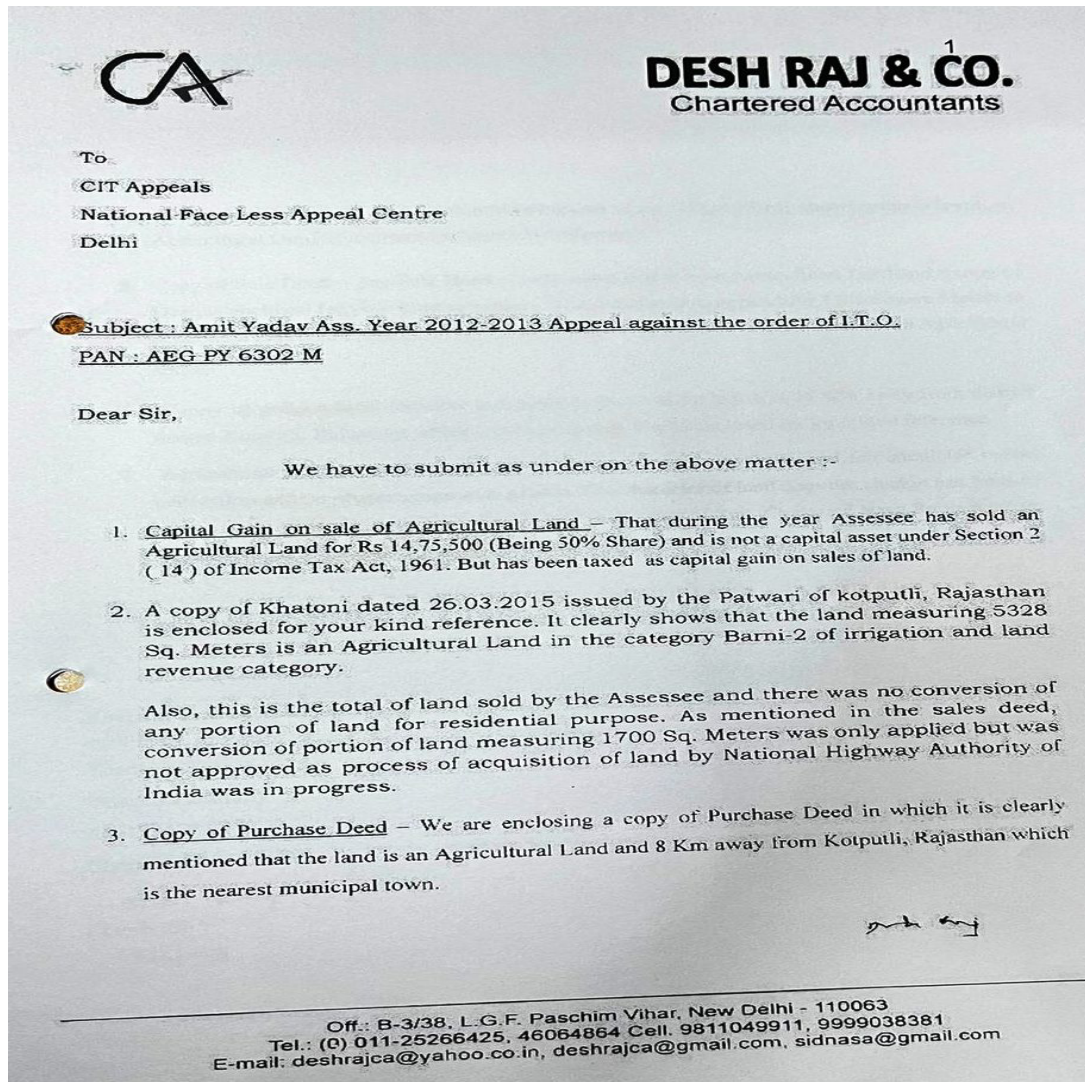 CA
1
DESH RAJ & CO.
Chartered Accountants
To
CIT Appeals
National Face Less Appeal Centre
Delhi
Subject : Amit Yadav Ass. Year 2012-2013 Appeal against the order of I.T.O.
PAN : AEG PY 6302 M
Dear Sir,
We have to submit as under on the above matter :-
1. Capital Gain on sale of Agricultural Land – That during the year Assessee has sold an
Agricultural Land for Rs 14,75,500 (Being 50% Share) and is not a capital asset under Section 2
( 14 ) of Income Tax Act, 1961. But has been taxed as capital gain on sales of land.
2. A copy of Khatoni dated 26.03.2015 issued by the Patwari of kotputli, Rajasthan
is enclosed for your kind reference. It clearly shows that the land measuring 5328
Sq. Meters is an Agricultural Land in the category Barni-2 of irrigation and land
revenue category.
Also, this is the total of land sold by the Assessee and there was no conversion of
any portion of land for residential purpose. As mentioned in the sales deed,
conversion of portion of land measuring 1700 Sq. Meters was only applied but was
not approved as process of acquisition of land by National Highway Authority of
India was in progress.
3. Copy of Purchase Deed – We are enclosing a copy of Purchase Deed in which it is clearly
mentioned that the land is an Agricultural Land and 8 Km away from Kotputli, Rajasthan which
is the nearest municipal town.
Off.: B-3/38, L.G.F. Paschim Vihar, New Delhi - 110063
Tel.: (O) 011-25266425, 46064864 Cell. 9811049911, 9999038381
E-mail: deshrajca@yahoo.co.in, deshrajca@gmail.com, sidnasa@gmail.com